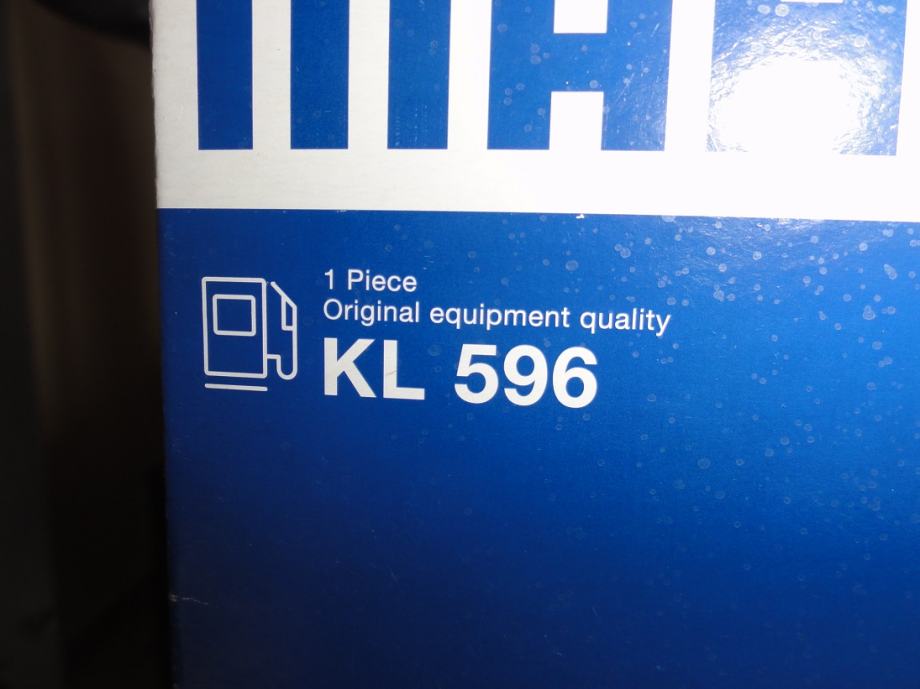 1 Piece
Original equipment quality
KL 596